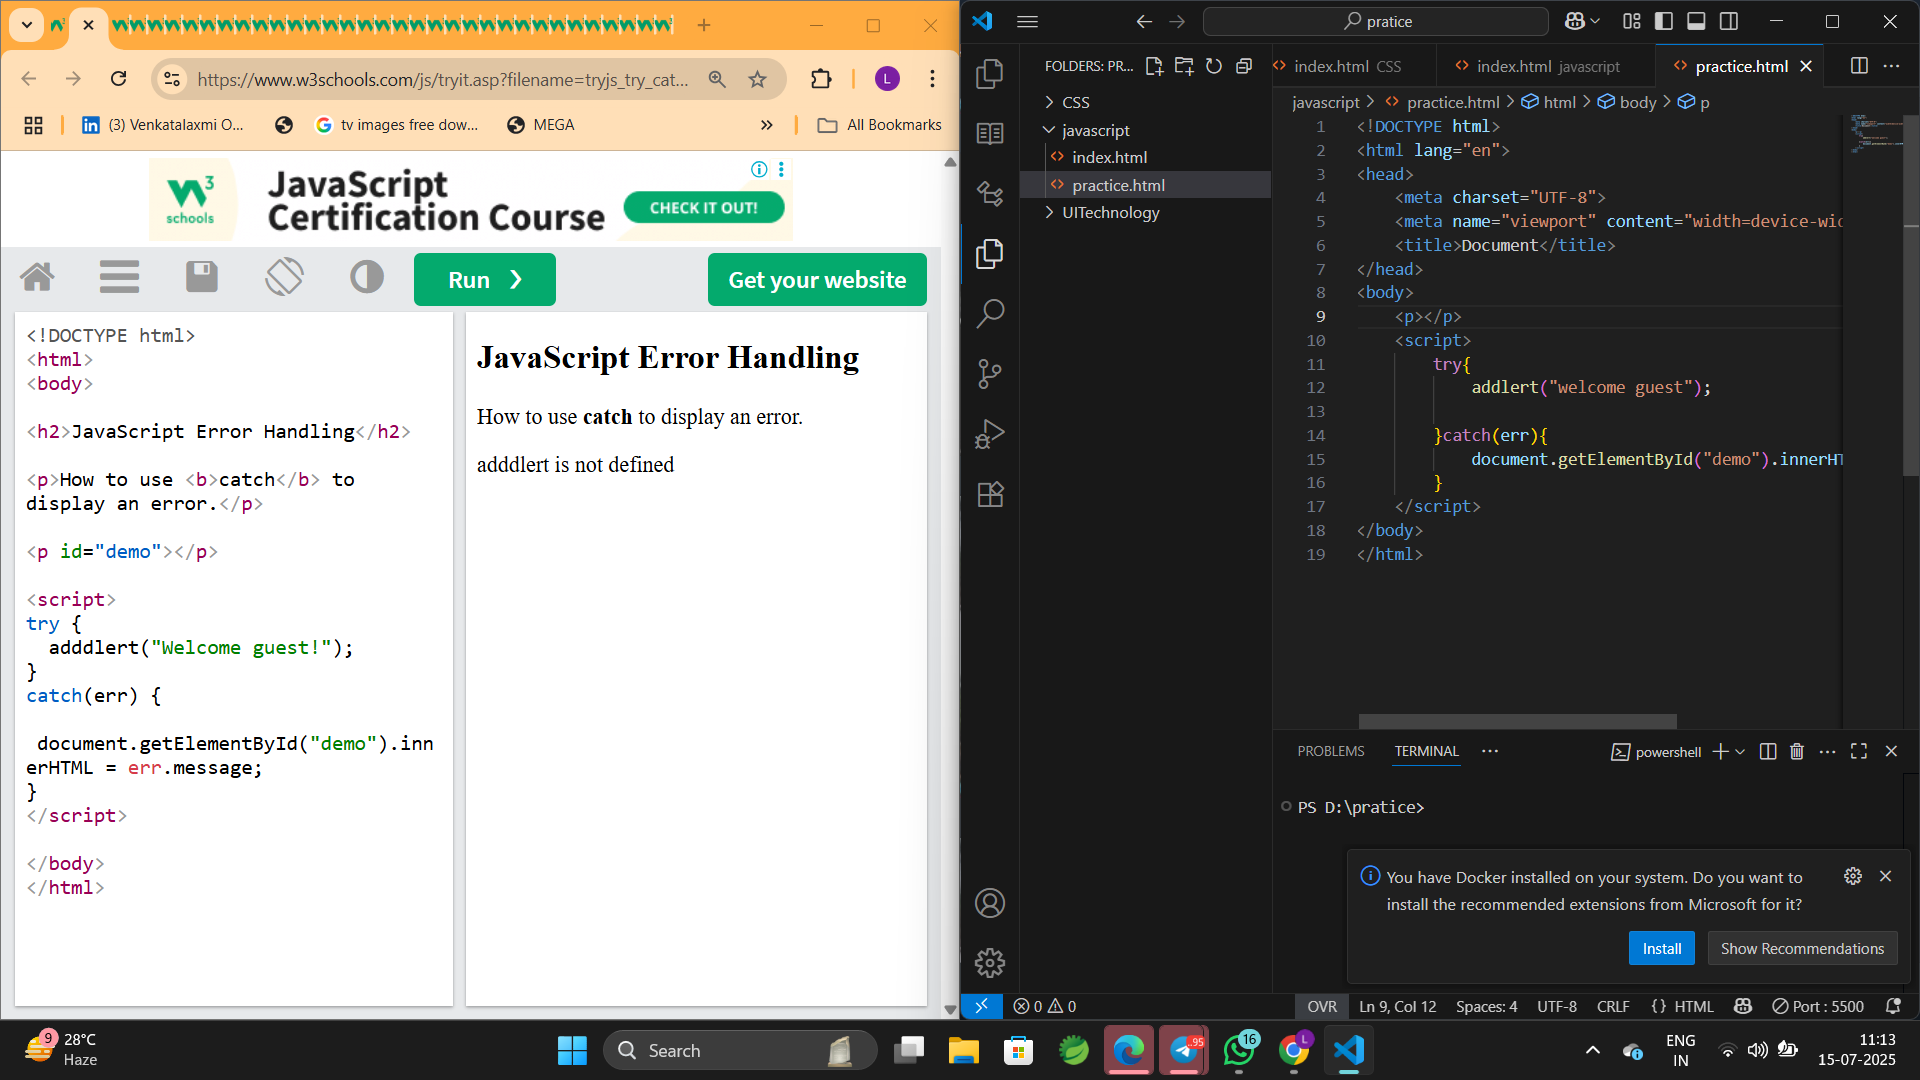 https://www.w3schools.com/js/tryit.asp?filename=tryjs_try_cat...
L
(3) Venkatalaxmi O...
tv images free dow...
MEGA
All Bookmarks
W3
schools
JavaScript
Certification Course
CHECK IT OUT!
Run ❯
Get your website
<!DOCTYPE html>
<html>
<body>
<h2>JavaScript Error Handling</h2>
<p>How to use <b>catch</b> to
display an error.</p>
<p id="demo"></p>
<script>
try {
adddlert("Welcome guest!");
}
catch(err) {
document.getElementById("demo").inn
erHTML = err.message;
}
</script>
</body>
</html>
JavaScript Error Handling
How to use catch to display an error.
adddlert is not defined
pratice
FOLDERS: PR...
CSS
javascript
index.html
practice.html
UITechnology
index.html CSS
index.html javascript
practice.html
javascript > practice.html > html > body > p
1 <!DOCTYPE html>
2 <html lang="en">
3 <head>
4 <meta charset="UTF-8">
5 <meta name="viewport" content="width=device-wid
6 <title>Document</title>
7 </head>
8 <body>
9 <p></p>
10 <script>
11 try{
12 addlert("welcome guest");
13
14 }catch(err){
15 document.getElementById("demo").innerHT
16 }
17 </script>
18 </body>
19 </html>
PROBLEMS TERMINAL ...
powershell
PS D:\pratice>
You have Docker installed on your system. Do you want to
install the recommended extensions from Microsoft for it?
Install
Show Recommendations
0 0
OVR
Ln 9, Col 12
Spaces: 4
UTF-8
CRLF
{ } HTML
Port : 5500
9
28°C
Haze
Search
.95
16
L
ENG
IN
11:13
15-07-2025